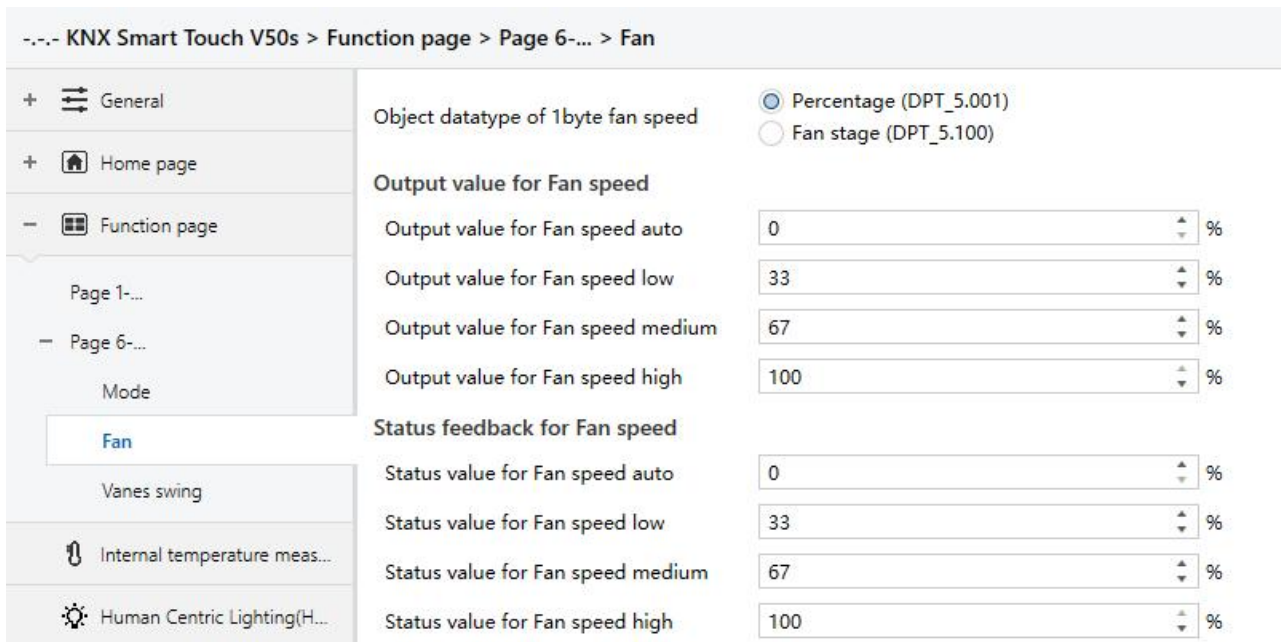 -.-.- KNX Smart Touch V50s > Function page > Page 6-... > Fan
+ General
+ Home page
− Function page
Page 1-...
− Page 6-...
Mode
Fan
Vanes swing
Internal temperature meas...
Human Centric Lighting(H...
Object datatype of 1byte fan speed
Percentage (DPT_5.001)
Fan stage (DPT_5.100)
Output value for Fan speed
Output value for Fan speed auto 0 %
Output value for Fan speed low 33 %
Output value for Fan speed medium 67 %
Output value for Fan speed high 100 %
Status feedback for Fan speed
Status value for Fan speed auto 0 %
Status value for Fan speed low 33 %
Status value for Fan speed medium 67 %
Status value for Fan speed high 100 %